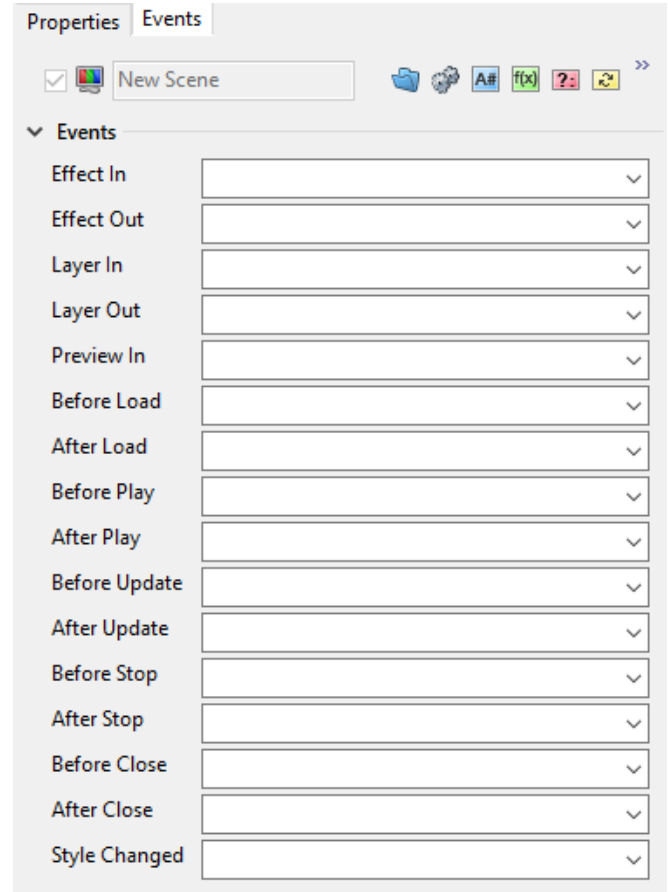 Properties Events
New Scene A# f(x) ?: »
Events
Effect In
Effect Out
Layer In
Layer Out
Preview In
Before Load
After Load
Before Play
After Play
Before Update
After Update
Before Stop
After Stop
Before Close
After Close
Style Changed